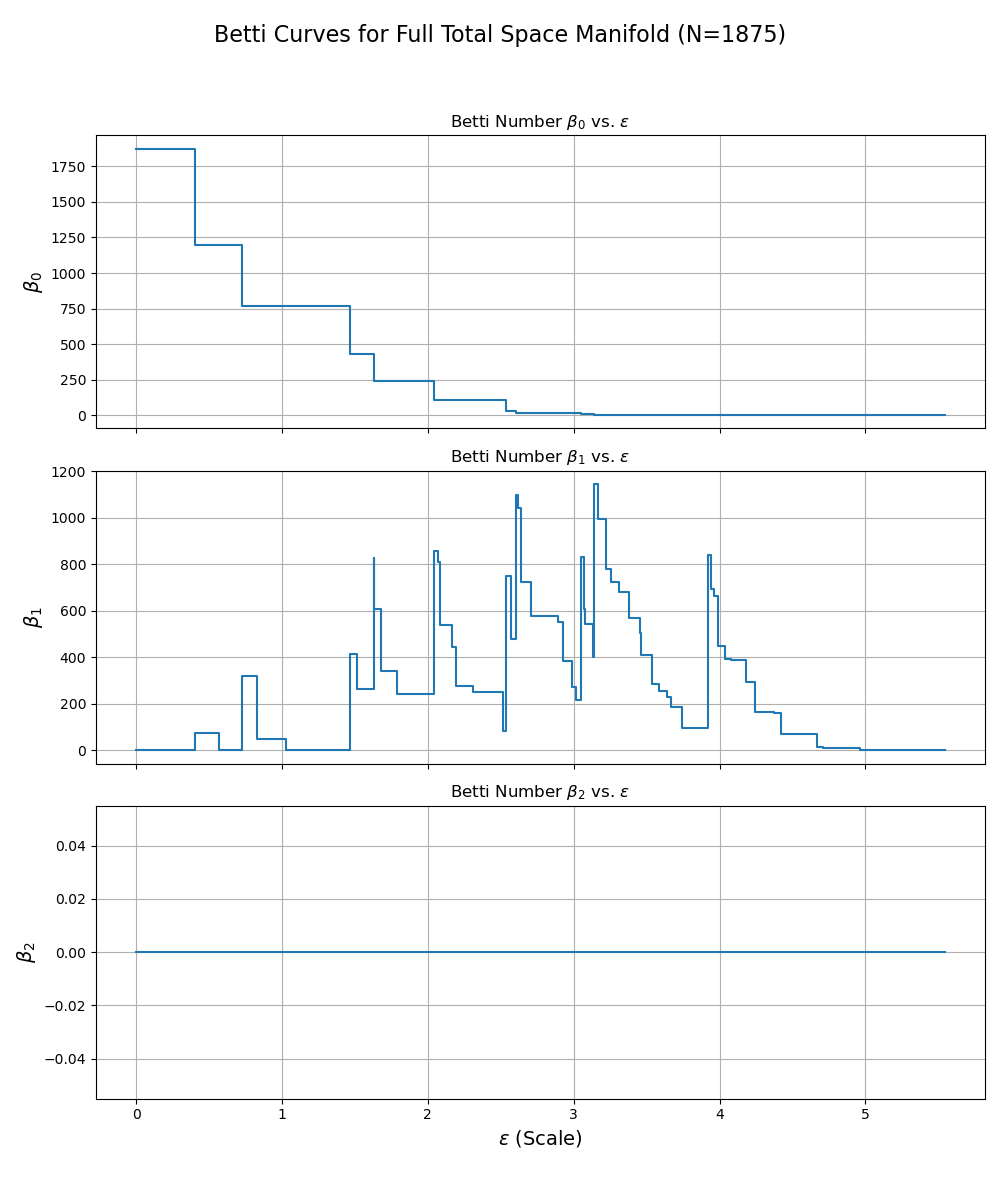 Betti Curves for Full Total Space Manifold (N=1875)
Betti Number β₀ vs. ε
1750
1500
1250
1000
750
500
250
0
β₀
Betti Number β₁ vs. ε
1200
1000
800
600
400
200
0
β₁
Betti Number β₂ vs. ε
0.04
0.02
0.00
−0.02
−0.04
β₂
0 1 2 3 4 5
ε (Scale)